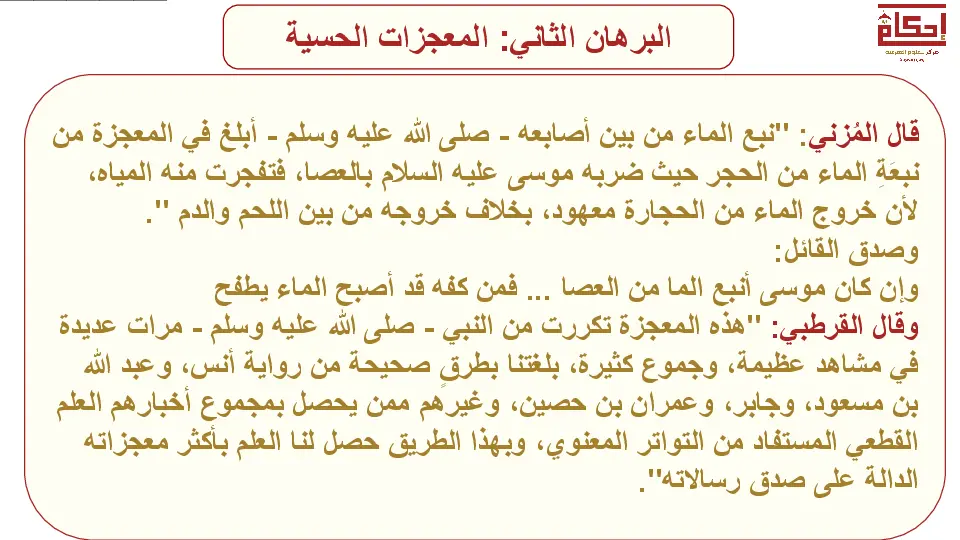 البرهان الثاني: المعجزات الحسية
إحكام
قال المُزني: "نبع الماء من بين أصابعه - صلى الله عليه وسلم - أبلغ في المعجزة من
نبعَةِ الماء من الحجر حيث ضربه موسى عليه السلام بالعصا، فتفجرت منه المياه،
لأن خروج الماء من الحجارة معهود، بخلاف خروجه من بين اللحم والدم ".
وصدق القائل:
وإن كان موسى أنبع الما من العصا ... فمن كفه قد أصبح الماء يطفح
وقال القرطبي: "هذه المعجزة تكررت من النبي - صلى الله عليه وسلم - مرات عديدة
في مشاهد عظيمة، وجموع كثيرة، بلغتنا بطرقٍ صحيحة من رواية أنس، وعبد الله
بن مسعود، وجابر، وعمران بن حصين، وغيرهم ممن يحصل بمجموع أخبارهم العلم
القطعي المستفاد من التواتر المعنوي، وبهذا الطريق حصل لنا العلم بأكثر معجزاته
الدالة على صدق رسالاته".